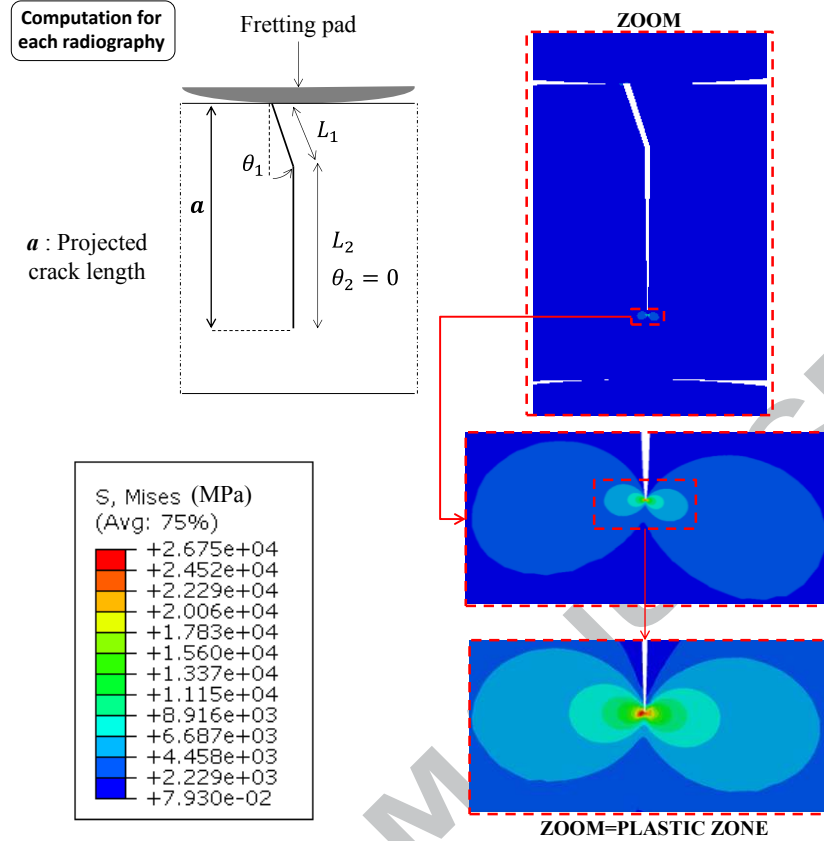 Computation for
each radiography
Fretting pad
ZOOM
L₁
θ₁
a
L₂
θ₂ = 0
a : Projected
crack length
S, Mises (MPa)
(Avg: 75%)
+2.675e+04
+2.452e+04
+2.229e+04
+2.006e+04
+1.783e+04
+1.560e+04
+1.337e+04
+1.115e+04
+8.916e+03
+6.687e+03
+4.458e+03
+2.229e+03
+7.930e-02
ZOOM=PLASTIC ZONE